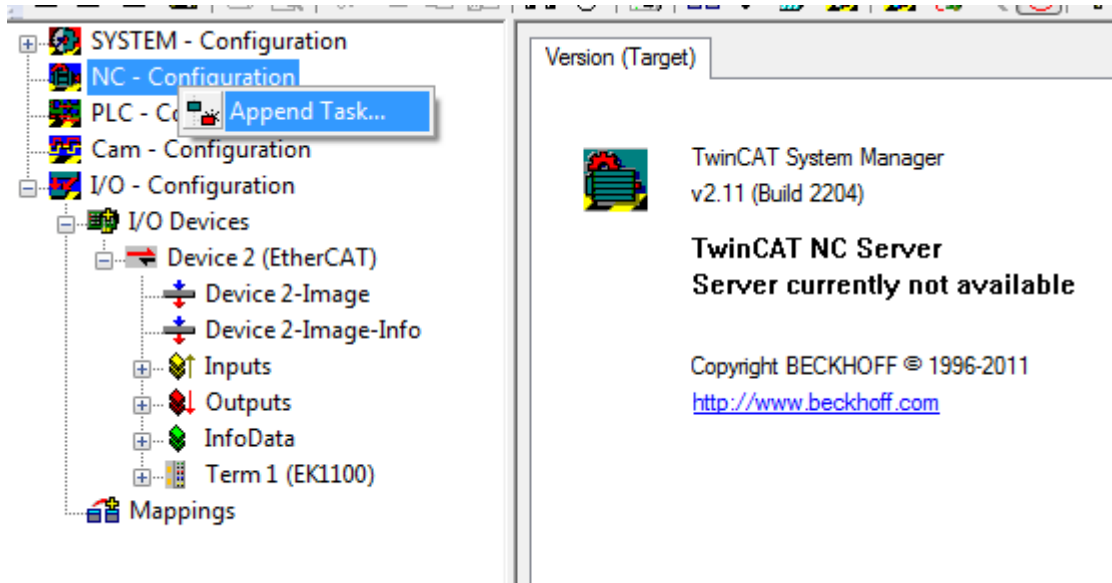 SYSTEM - Configuration
NC - Configuration
Append Task...
PLC - Co
Cam - Configuration
I/O - Configuration
I/O Devices
Device 2 (EtherCAT)
Device 2-Image
Device 2-Image-Info
Inputs
Outputs
InfoData
Term 1 (EK1100)
Mappings
Version (Target)
TwinCAT System Manager
v2.11 (Build 2204)
TwinCAT NC Server
Server currently not available
Copyright BECKHOFF © 1996-2011
http://www.beckhoff.com